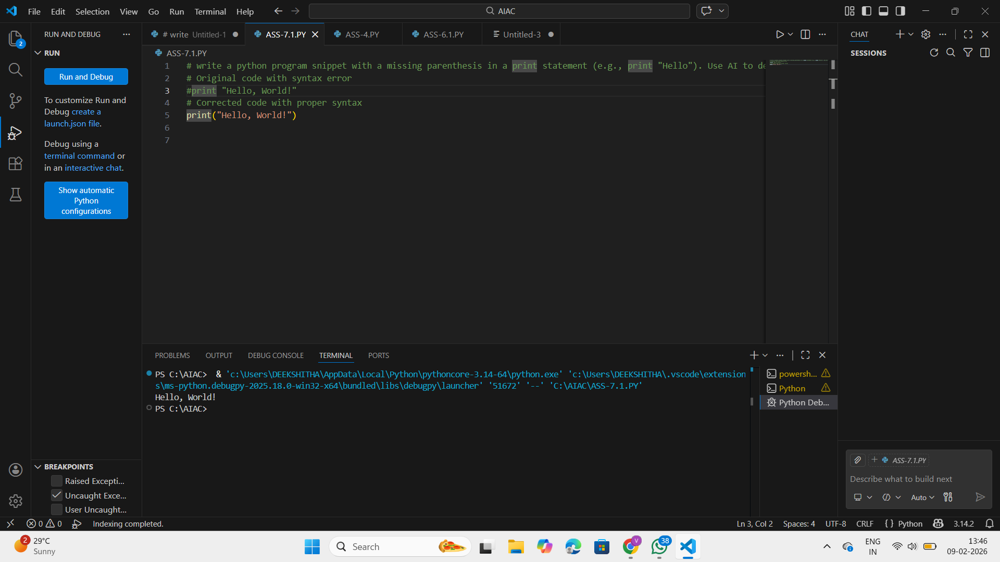 File Edit Selection View Go Run Terminal Help
AIAC
2
RUN AND DEBUG
RUN
Run and Debug
To customize Run and
Debug create a
launch.json file.
Debug using a
terminal command or
in an interactive chat.
Show automatic
Python
configurations
BREAKPOINTS
Raised Excepti...
Uncaught Exce...
User Uncaught...
# write Untitled-1
ASS-7.1.PY
ASS-4.PY
ASS-6.1.PY
Untitled-3
ASS-7.1.PY
1 # write a python program snippet with a missing parenthesis in a print statement (e.g., print "Hello"). Use AI to de
2 # Original code with syntax error
3 #print "Hello, World!"
4 # Corrected code with proper syntax
5 print("Hello, World!")
6
7
PROBLEMS OUTPUT DEBUG CONSOLE TERMINAL PORTS
PS C:\AIAC> & 'c:\Users\DEEKSHITHA\AppData\Local\Python\pythoncore-3.14-64\python.exe' 'c:\Users\DEEKSHITHA\.vscode\extension
s\ms-python.debugpy-2025.18.0-win32-x64\bundled\libs\debugpy\launcher' '51672' '--' 'C:\AIAC\ASS-7.1.PY'
Hello, World!
PS C:\AIAC>
powersh...
Python
Python Deb...
CHAT
SESSIONS
ASS-7.1.PY
Describe what to build next
Auto
0 0 Indexing completed.
Ln 3, Col 2 Spaces: 4 UTF-8 CRLF { } Python 3.14.2
2
29°C
Sunny
Search
V
38
ENG
IN
13:46
09-02-2026